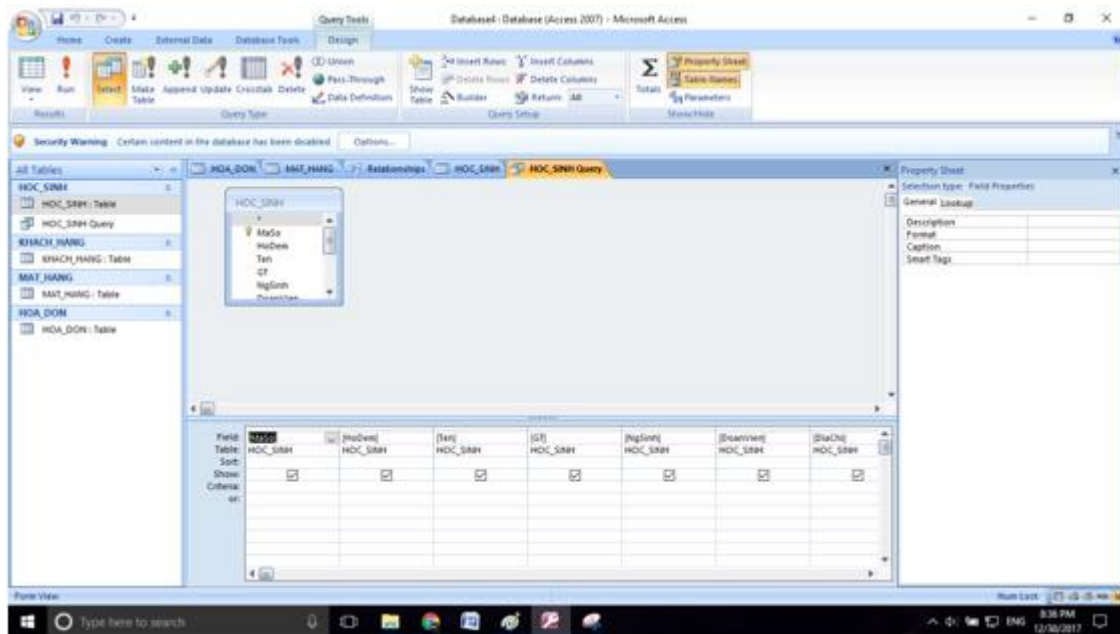 Query Tools Database4 : Database (Access 2007) - Microsoft Access
Home Create External Data Database Tools Design
View Run Select Make Table Append Update Crosstab Delete
Union
Pass-Through
Data Definition
Show Table
Insert Rows
Delete Rows
Builder
Insert Columns
Delete Columns
Return: All
Totals
Property Sheet
Table Names
Parameters
Results Query Type Query Setup Show/Hide
Security Warning Certain content in the database has been disabled Options...
All Tables
HOC_SINH
HOC_SINH : Table
HOC_SINH Query
KHACH_HANG
KHACH_HANG : Table
MAT_HANG
MAT_HANG : Table
HOA_DON
HOA_DON : Table
HOA_DON MAT_HANG Relationships HOC_SINH HOC_SINH Query
HOC_SINH
*
MaSo
HoDem
Ten
GT
NgSinh
DoanVien
Property Sheet
Selection type: Field Properties
General Lookup
Description
Format
Caption
Smart Tags
Field: [MaSo] [HoDem] [Ten] [GT] [NgSinh] [DoanVien] [DiaChi]
Table: HOC_SINH HOC_SINH HOC_SINH HOC_SINH HOC_SINH HOC_SINH HOC_SINH
Sort:
Show:
Criteria:
or:
Form View Num Lock
Type here to search
ENG
8:36 PM
12/30/2017